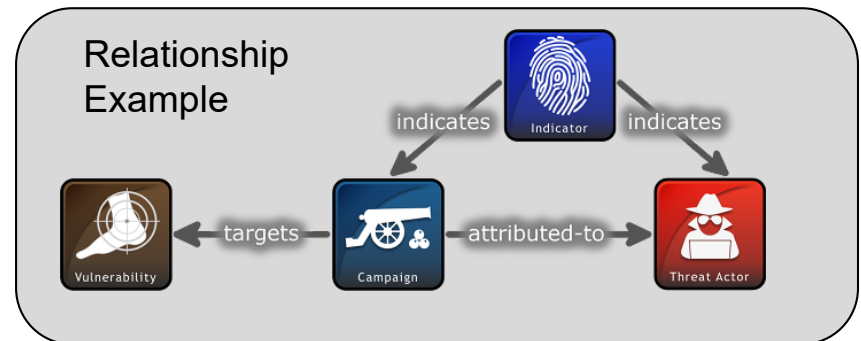 Relationship
Example
Indicator
indicates
indicates
Vulnerability
targets
Campaign
attributed-to
Threat Actor